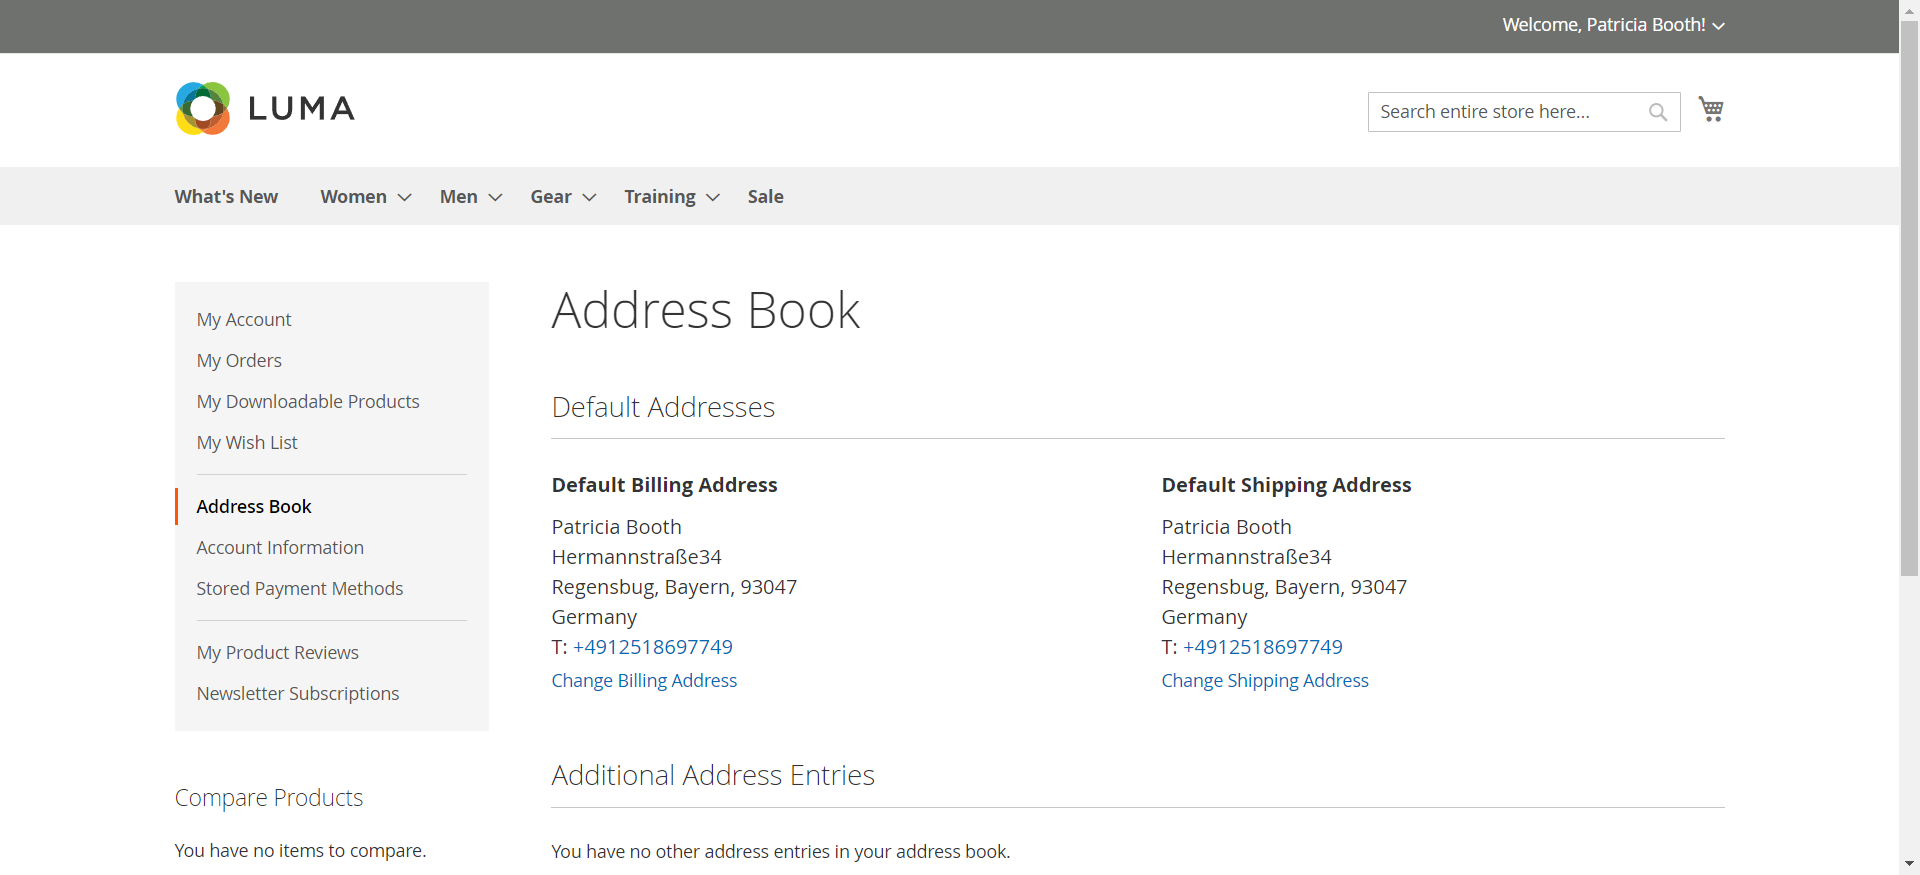 Welcome, Patricia Booth!
LUMA
Search entire store here...
What's New Women Men Gear Training Sale
My Account
My Orders
My Downloadable Products
My Wish List
Address Book
Account Information
Stored Payment Methods
My Product Reviews
Newsletter Subscriptions
Compare Products
You have no items to compare.
Address Book
Default Addresses
Default Billing Address
Patricia Booth
Hermannstraße34
Regensbug, Bayern, 93047
Germany
T: +4912518697749
Change Billing Address
Default Shipping Address
Patricia Booth
Hermannstraße34
Regensbug, Bayern, 93047
Germany
T: +4912518697749
Change Shipping Address
Additional Address Entries
You have no other address entries in your address book.